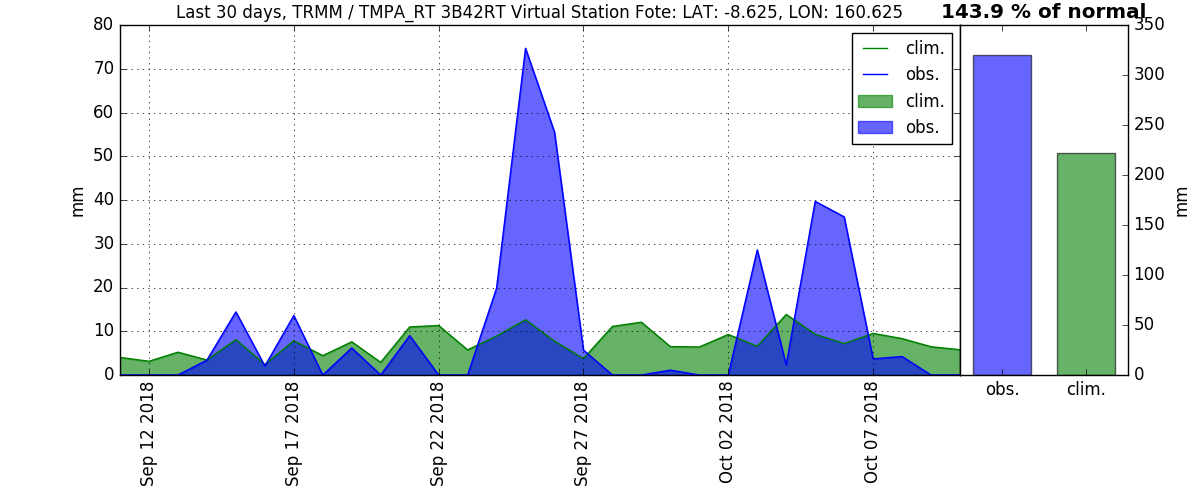 Last 30 days, TRMM / TMPA_RT 3B42RT Virtual Station Fote: LAT: -8.625, LON: 160.625
143.9 % of normal
80
70
60
50
40
30
20
10
0
mm
clim.
obs.
clim.
obs.
Sep 12 2018
Sep 17 2018
Sep 22 2018
Sep 27 2018
Oct 02 2018
Oct 07 2018
350
300
250
200
150
100
50
0
mm
obs.
clim.